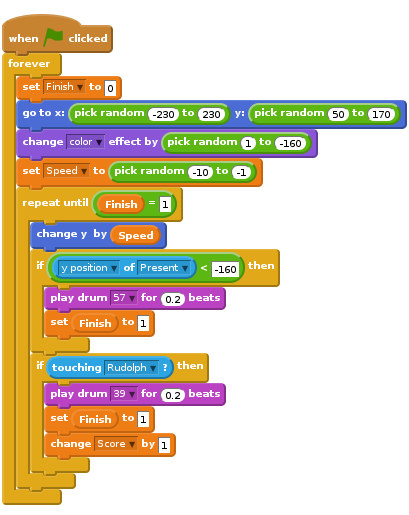 when clicked
forever
set Finish to 0
go to x: pick random -230 to 230 y: pick random 50 to 170
change color effect by pick random 1 to -160
set Speed to pick random -10 to -1
repeat until Finish = 1
change y by Speed
if y position of Present < -160 then
play drum 57 for 0.2 beats
set Finish to 1
if touching Rudolph ? then
play drum 39 for 0.2 beats
set Finish to 1
change Score by 1